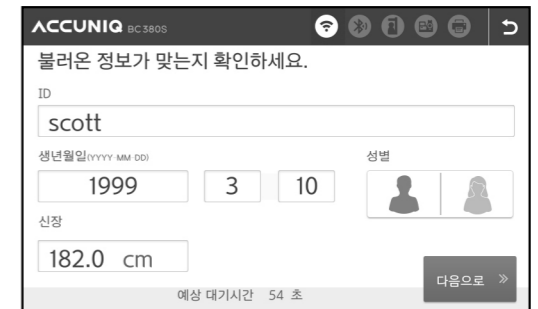 ACCUNIQ BC380S
불러온 정보가 맞는지 확인하세요.
ID
scott
생년월일(YYYY-MM-DD) 성별
1999 3 10
신장
182.0 cm
다음으로 »
예상 대기시간 54 초